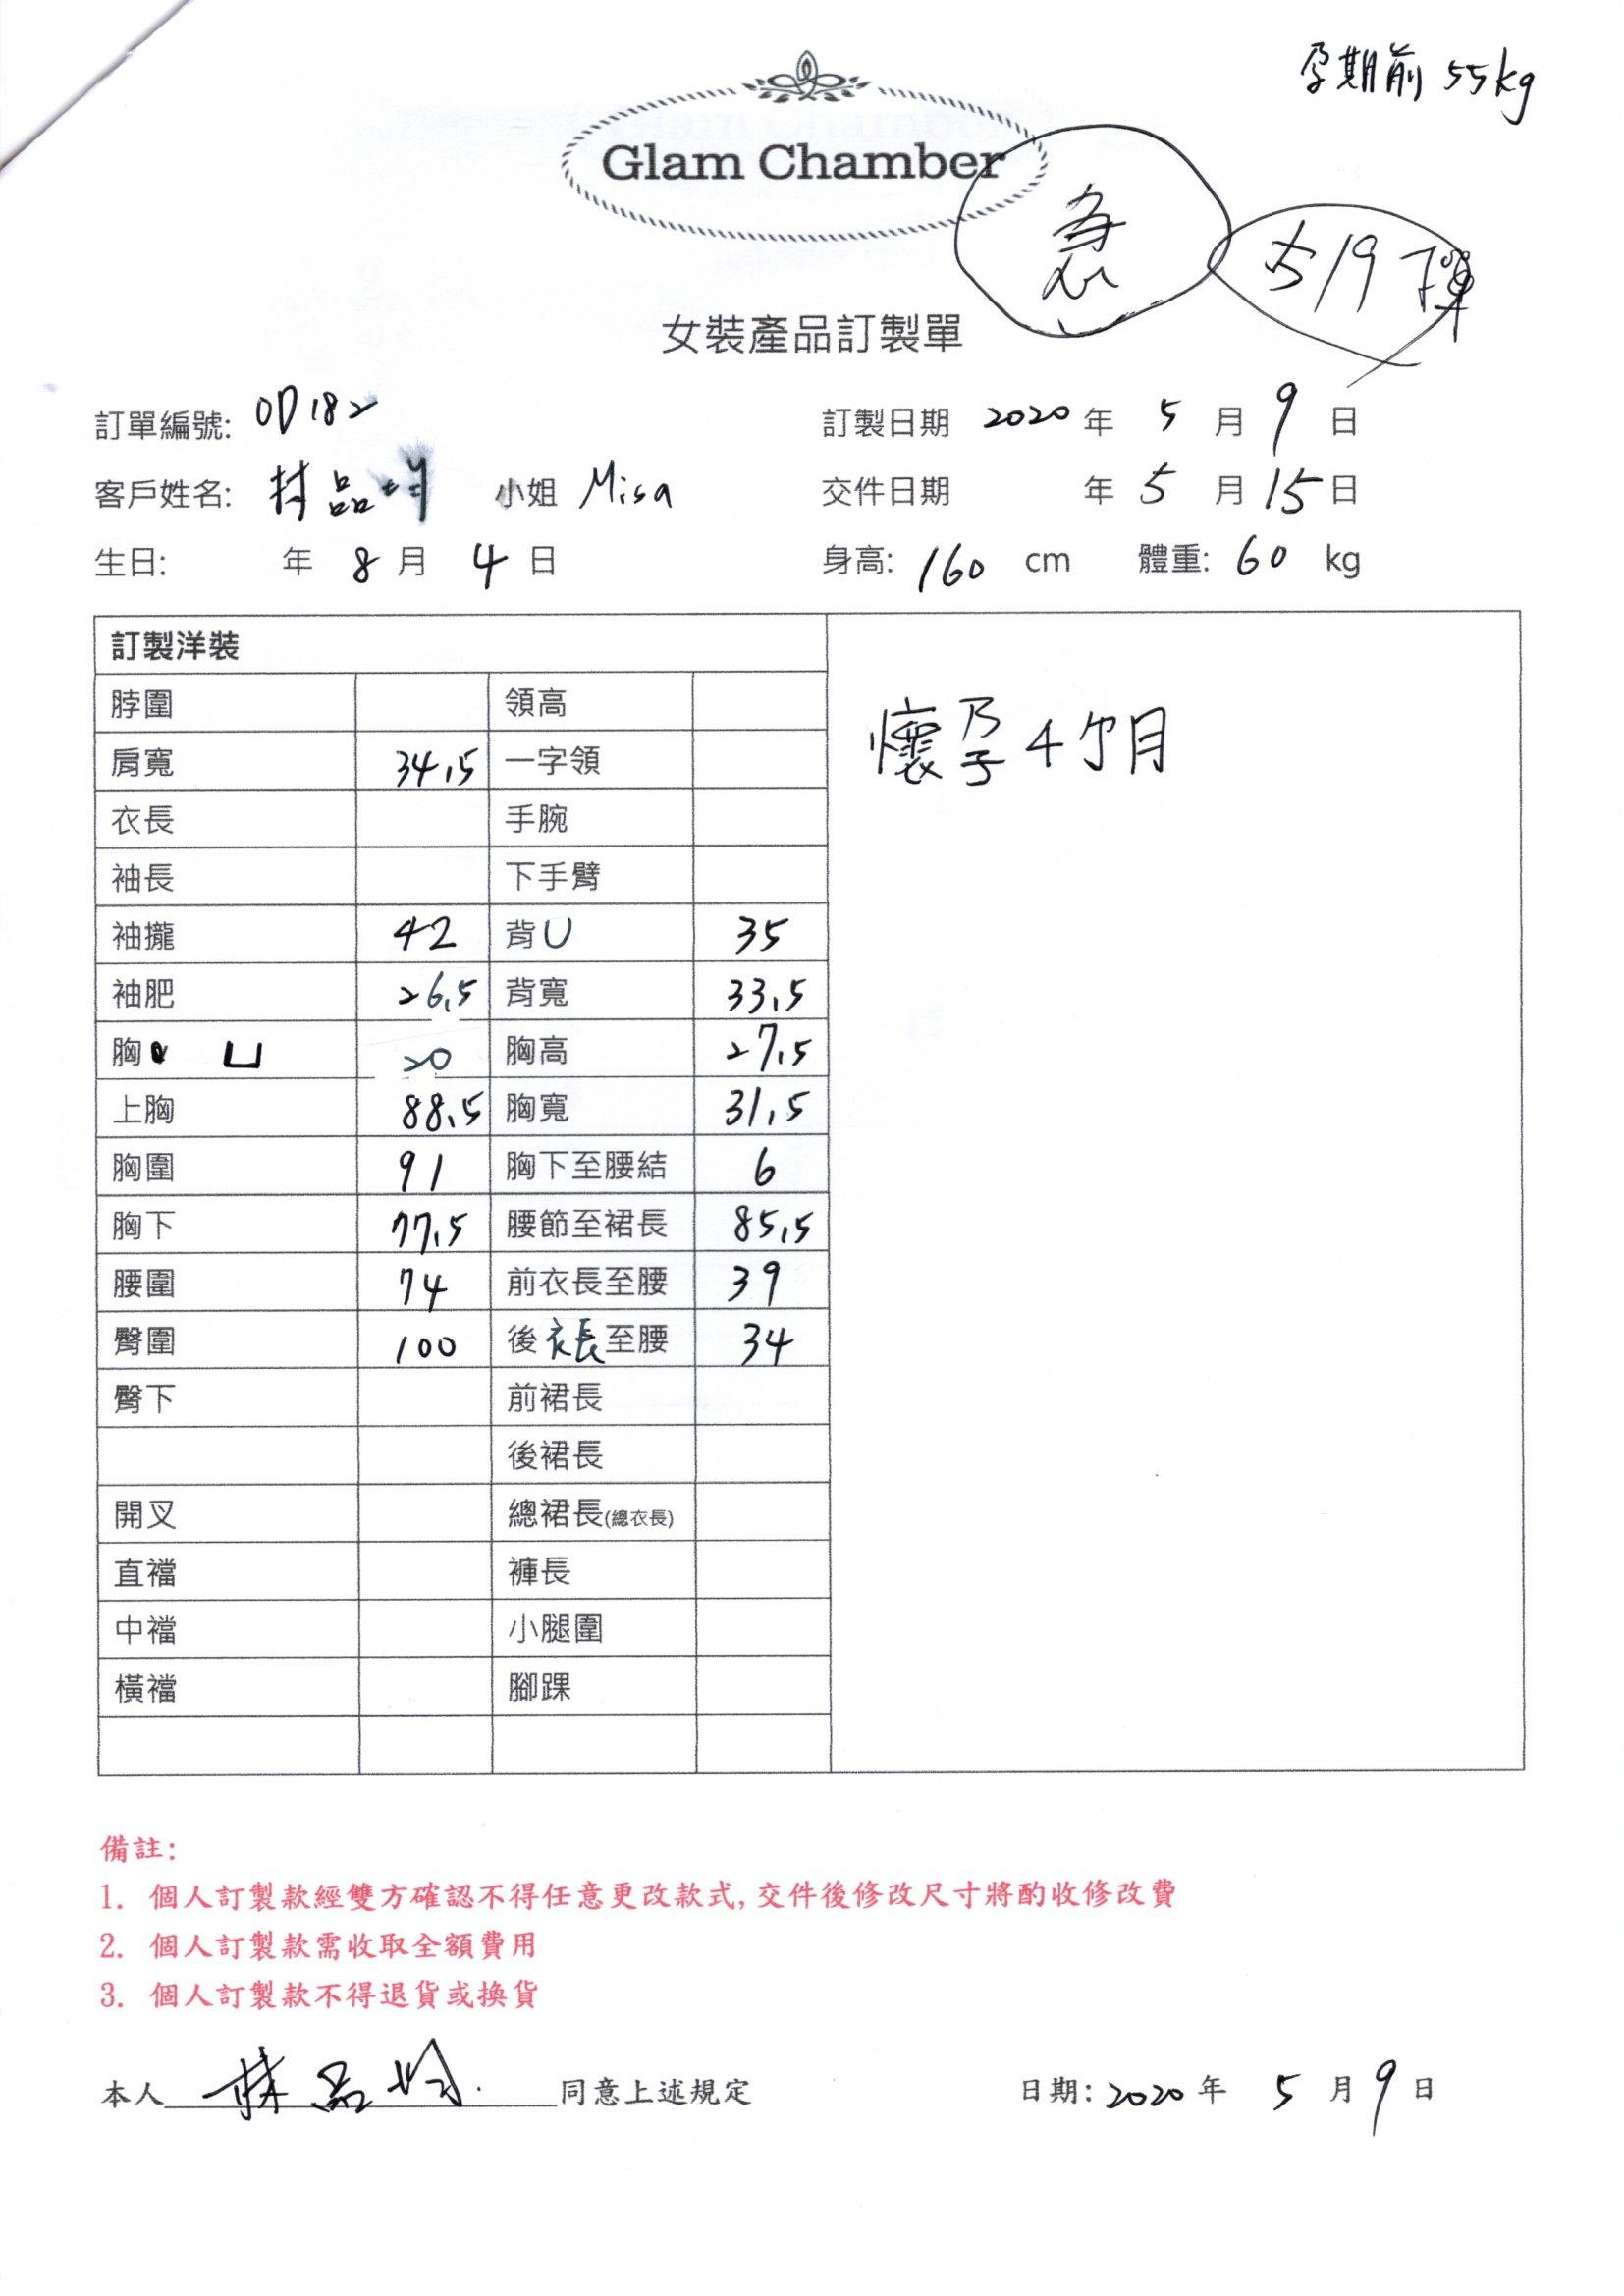 孕期前 55kg
Glam Chamber
急
5/9 下單
女裝產品訂製單
訂單編號: OD182
訂製日期 2020 年 5 月 9 日
客戶姓名: 林品 小姐 Misa
交件日期 年 5 月 15 日
生日: 年 8 月 4 日
身高: 160 cm 體重: 60 kg
訂製洋裝
懷孕4个月
脖圍 領高
肩寬 34.5 一字領
衣長 手腕
袖長 下手臂
袖攏 42 背U 35
袖肥 26.5 背寬 33.5
胸 凵 20 胸高 27.5
上胸 88.5 胸寬 31.5
胸圍 91 胸下至腰結 6
胸下 77.5 腰節至裙長 85.5
腰圍 74 前衣長至腰 39
臀圍 100 後衣長至腰 34
臀下 前裙長
後裙長
開叉 總裙長(總衣長)
直襠 褲長
中襠 小腿圍
橫襠 腳踝
備註:
1. 個人訂製款經雙方確認不得任意更改款式, 交件後修改尺寸將酌收修改費
2. 個人訂製款需收取全額費用
3. 個人訂製款不得退貨或換貨
本人 林品 同意上述規定
日期: 2020 年 5 月 9 日